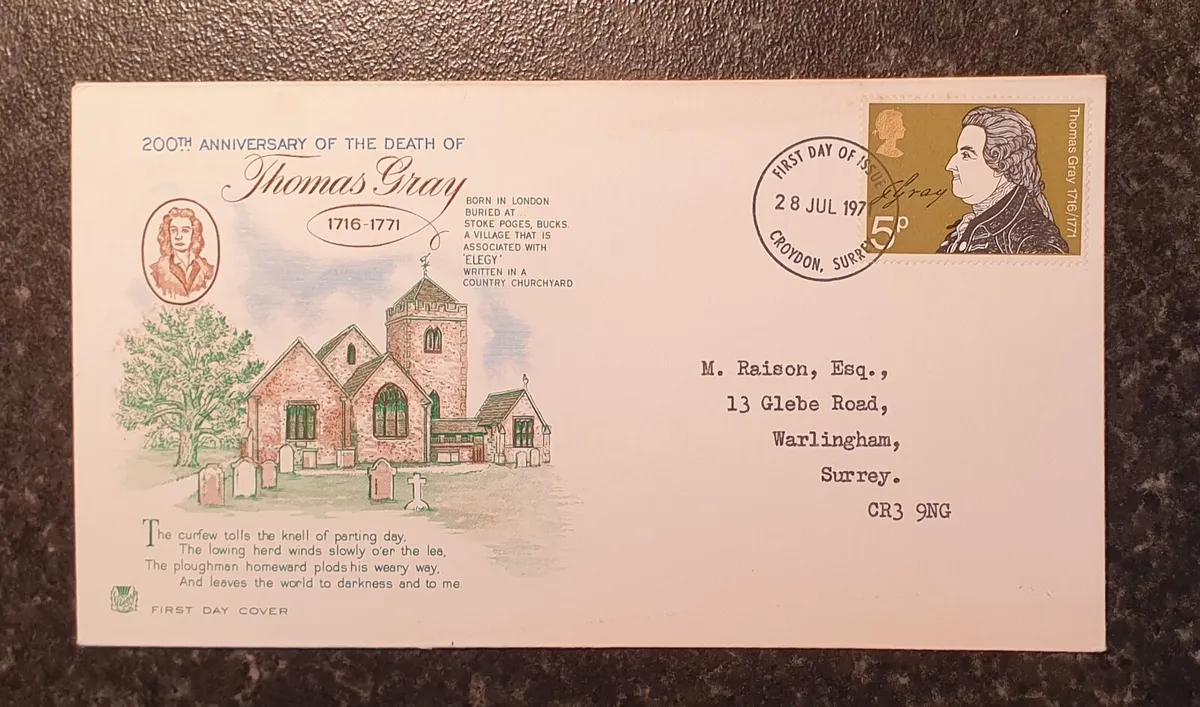 200TH ANNIVERSARY OF THE DEATH OF
Thomas Gray
1716-1771
BORN IN LONDON
BURIED AT...
STOKE POGES, BUCKS.
A VILLAGE THAT IS
ASSOCIATED WITH
'ELEGY'
WRITTEN IN A
COUNTRY CHURCHYARD
The curfew tolls the knell of parting day,
The lowing herd winds slowly o'er the lea,
The ploughman homeward plods his weary way,
And leaves the world to darkness and to me.
FIRST DAY COVER
FIRST DAY OF ISSUE
28 JUL 197
CROYDON, SURREY
TGray
5p
Thomas Gray 1716/1771
M. Raison, Esq.,
13 Glebe Road,
Warlingham,
Surrey.
CR3 9NG